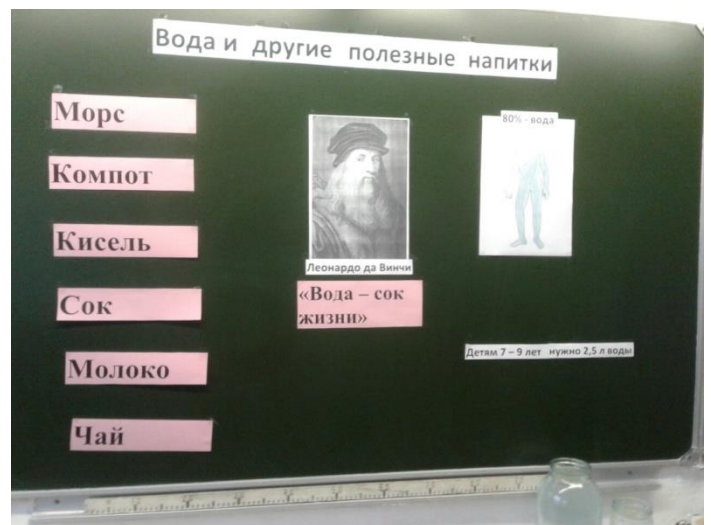 Вода и другие полезные напитки
Морс
Компот
Кисель
Сок
Молоко
Чай
Леонардо да Винчи
«Вода – сок
жизни»
80% - вода
Детям 7 – 9 лет нужно 2,5 л воды